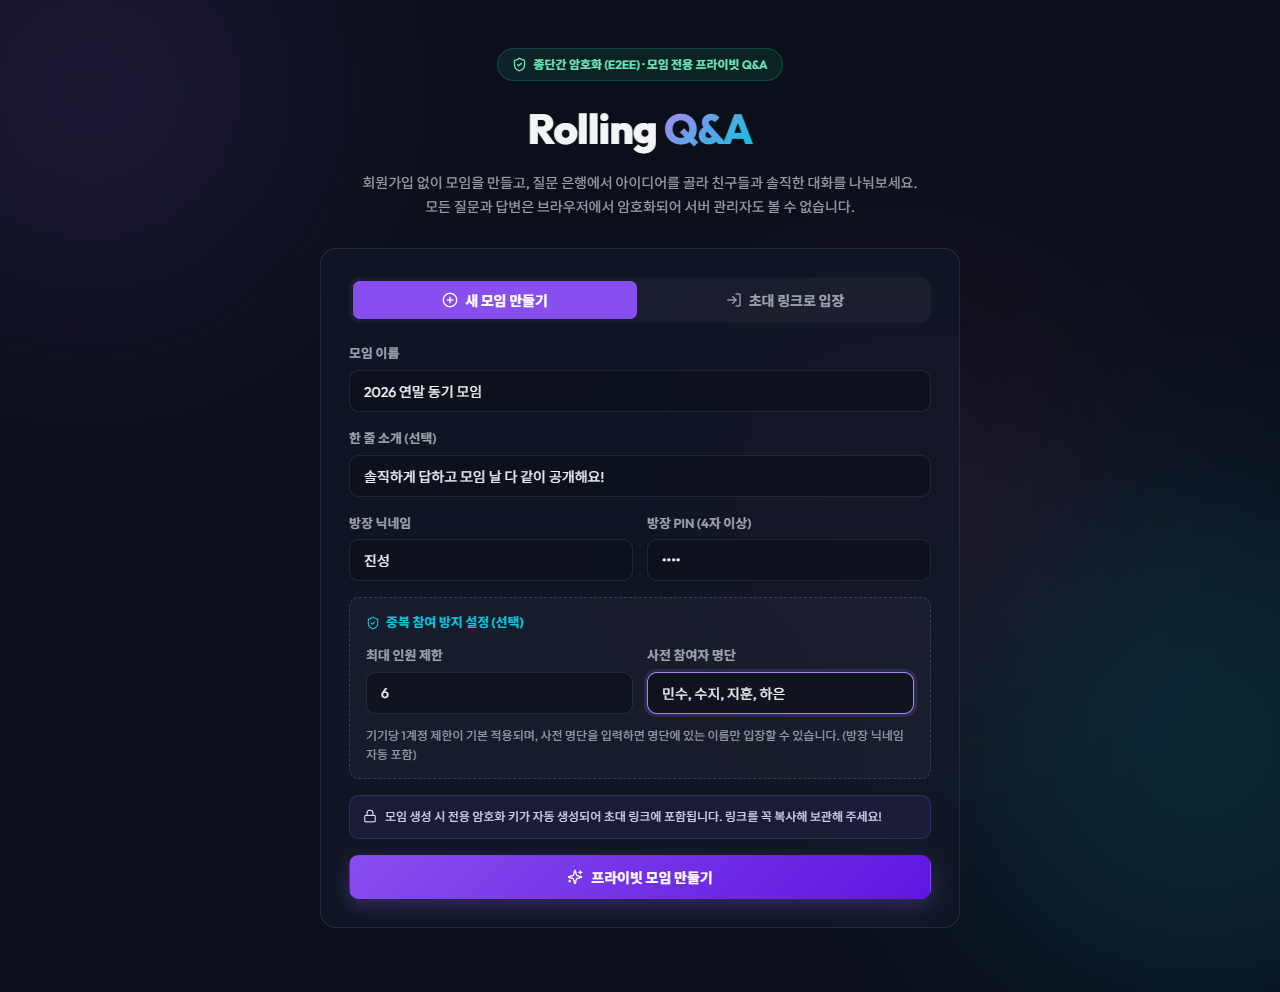 종단간 암호화 (E2EE) · 모임 전용 프라이빗 Q&A
Rolling Q&A
회원가입 없이 모임을 만들고, 질문 은행에서 아이디어를 골라 친구들과 솔직한 대화를 나눠보세요.
모든 질문과 답변은 브라우저에서 암호화되어 서버 관리자도 볼 수 없습니다.
새 모임 만들기
초대 링크로 입장
모임 이름
2026 연말 동기 모임
한 줄 소개 (선택)
솔직하게 답하고 모임 날 다 같이 공개해요!
방장 닉네임
방장 PIN (4자 이상)
진성
••••
중복 참여 방지 설정 (선택)
최대 인원 제한
사전 참여자 명단
6
민수, 수지, 지훈, 하은
기기당 1계정 제한이 기본 적용되며, 사전 명단을 입력하면 명단에 있는 이름만 입장할 수 있습니다. (방장 닉네임
자동 포함)
모임 생성 시 전용 암호화 키가 자동 생성되어 초대 링크에 포함됩니다. 링크를 꼭 복사해 보관해 주세요!
프라이빗 모임 만들기